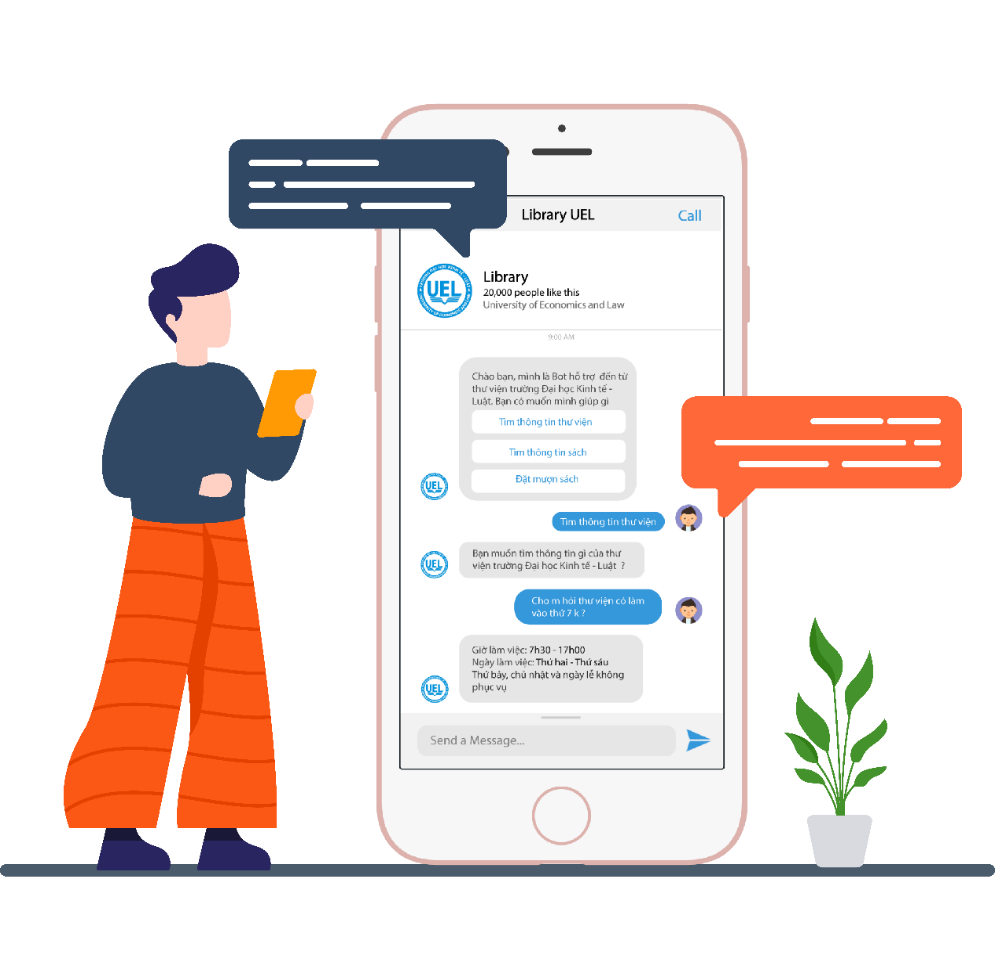 Library UEL
Call
UEL
Library
20,000 people like this
University of Economics and Law
9:00 AM
Chào bạn, mình là Bot hỗ trợ đến từ
thư viện trường Đại học Kinh tế -
Luật. Bạn có muốn mình giúp gì
Tìm thông tin thư viện
Tìm thông tin sách
Đặt mượn sách
UEL
Tìm thông tin thư viện
Bạn muốn tìm thông tin gì của thư
viện trường Đại học Kinh tế - Luật ?
UEL
Cho m hỏi thư viện có làm
vào thứ 7 k ?
Giờ làm việc: 7h30 - 17h00
Ngày làm việc: Thứ hai - Thứ sáu
Thứ bảy, chủ nhật và ngày lễ không
phục vụ
UEL
Send a Message...